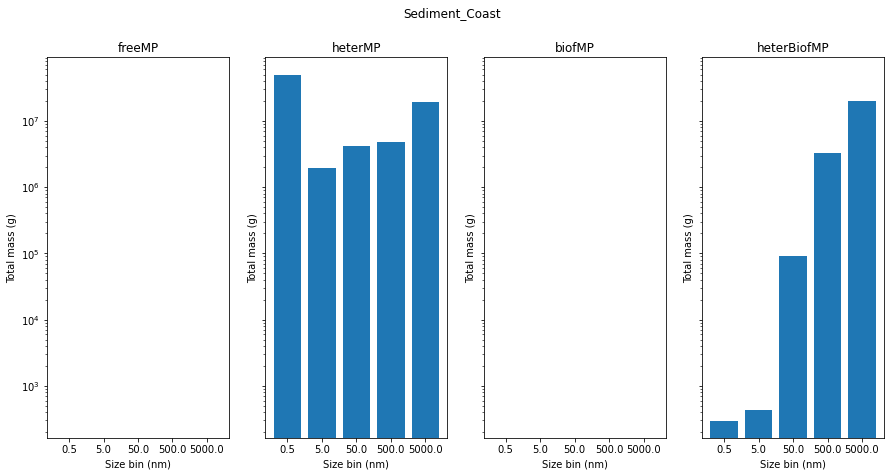 Sediment_Coast
freeMP
heterMP
biofMP
heterBiofMP
Total mass (g)
10^7
10^6
10^5
10^4
10^3
0.5 5.0 50.0 500.0 5000.0
Size bin (nm)
Total mass (g)
0.5 5.0 50.0 500.0 5000.0
Size bin (nm)
Total mass (g)
0.5 5.0 50.0 500.0 5000.0
Size bin (nm)
Total mass (g)
0.5 5.0 50.0 500.0 5000.0
Size bin (nm)